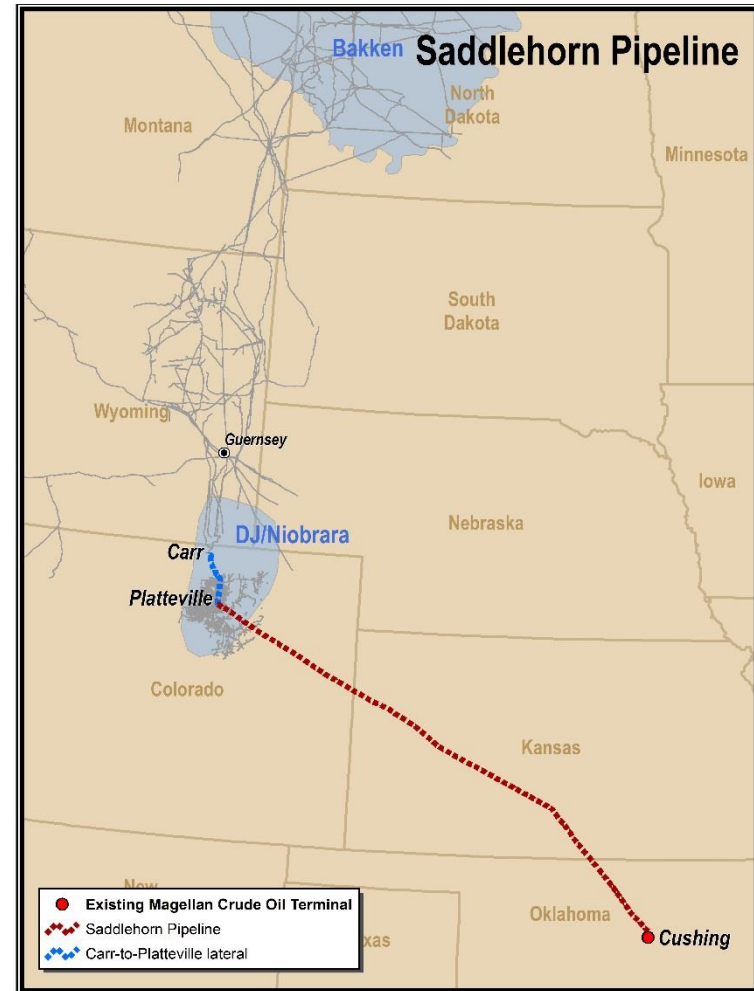 Saddlehorn Pipeline
Bakken
North
Dakota
Montana
Minnesota
South
Dakota
Wyoming
Guernsey
Iowa
Nebraska
DJ/Niobrara
Carr
Platteville
Colorado
Kansas
Existing Magellan Crude Oil Terminal
Saddlehorn Pipeline
Carr-to-Platteville lateral
Oklahoma
Cushing